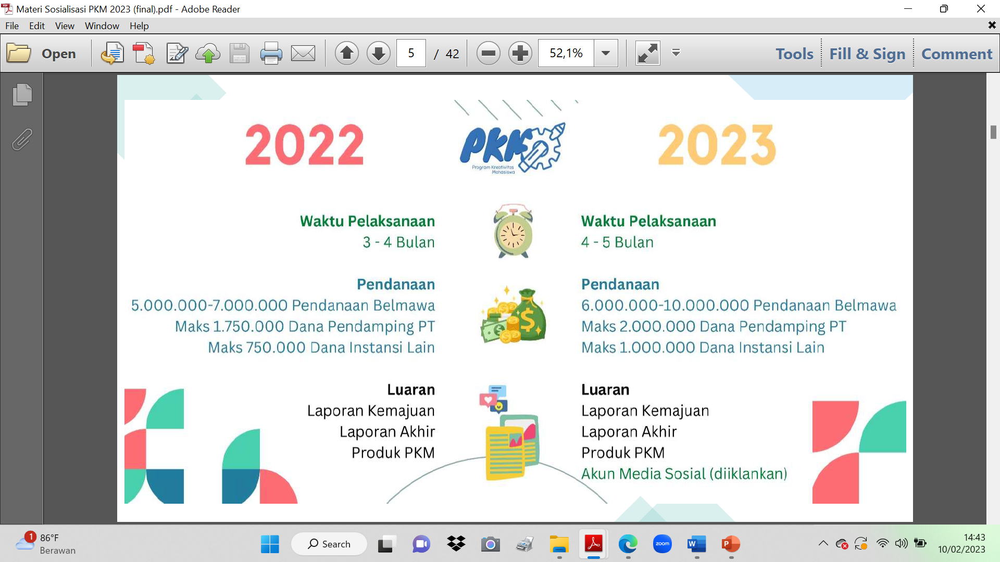 Materi Sosialisasi PKM 2023 (final).pdf - Adobe Reader
File Edit View Window Help
Open 5 / 42 52,1% Tools Fill & Sign Comment
2022
PKM
Program Kreativitas
Mahasiswa
2023
Waktu Pelaksanaan
3 - 4 Bulan
Pendanaan
5.000.000-7.000.000 Pendanaan Belmawa
Maks 1.750.000 Dana Pendamping PT
Maks 750.000 Dana Instansi Lain
Luaran
Laporan Kemajuan
Laporan Akhir
Produk PKM
Waktu Pelaksanaan
4 - 5 Bulan
Pendanaan
6.000.000-10.000.000 Pendanaan Belmawa
Maks 2.000.000 Dana Pendamping PT
Maks 1.000.000 Dana Instansi Lain
Luaran
Laporan Kemajuan
Laporan Akhir
Produk PKM
Akun Media Sosial (diiklankan)
1
86°F
Berawan
Search
zoom
W
P
14:43
10/02/2023